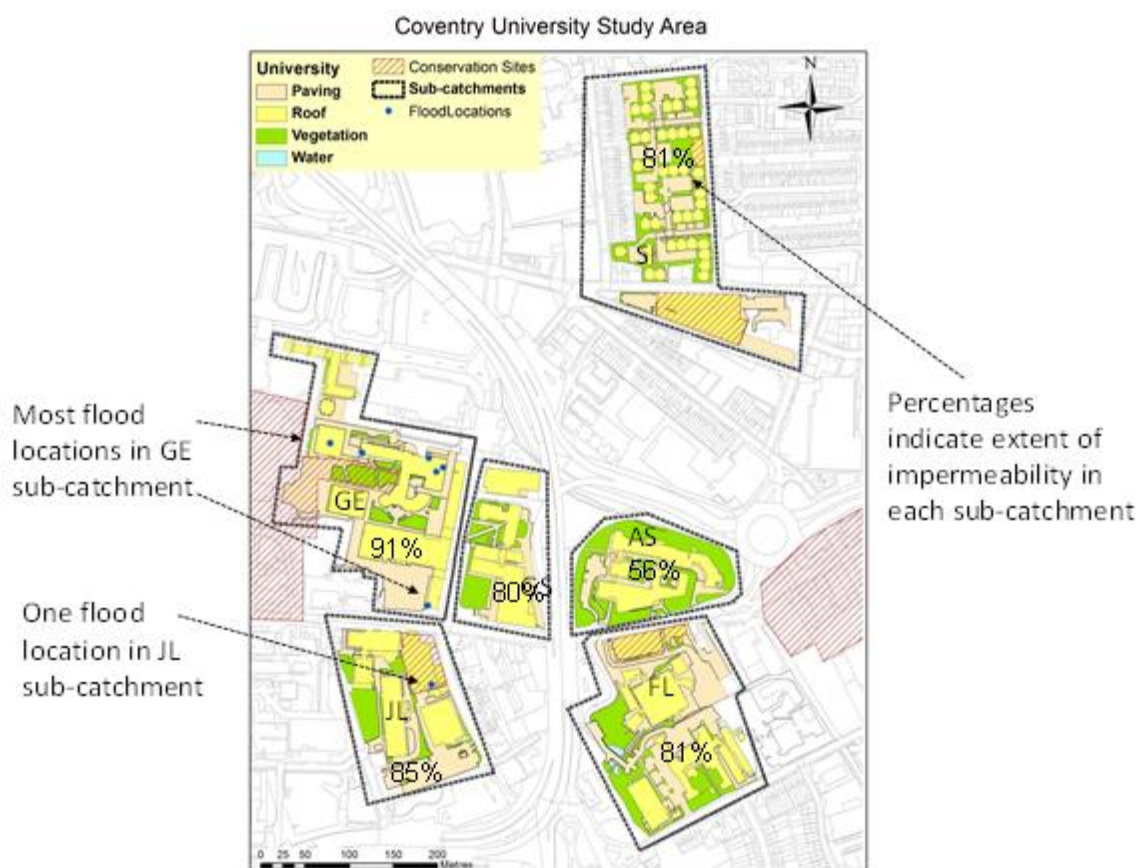 Coventry University Study Area
University
Paving
Roof
Vegetation
Water
Conservation Sites
Sub-catchments
FloodLocations
N
81%
S
Percentages
indicate extent of
impermeability in
each sub-catchment
Most flood
locations in GE
sub-catchment
GE
91%
80%
AS
56%
One flood
location in JL
sub-catchment
JL
85%
FL
81%
0 25 50 100 150 200
Metres